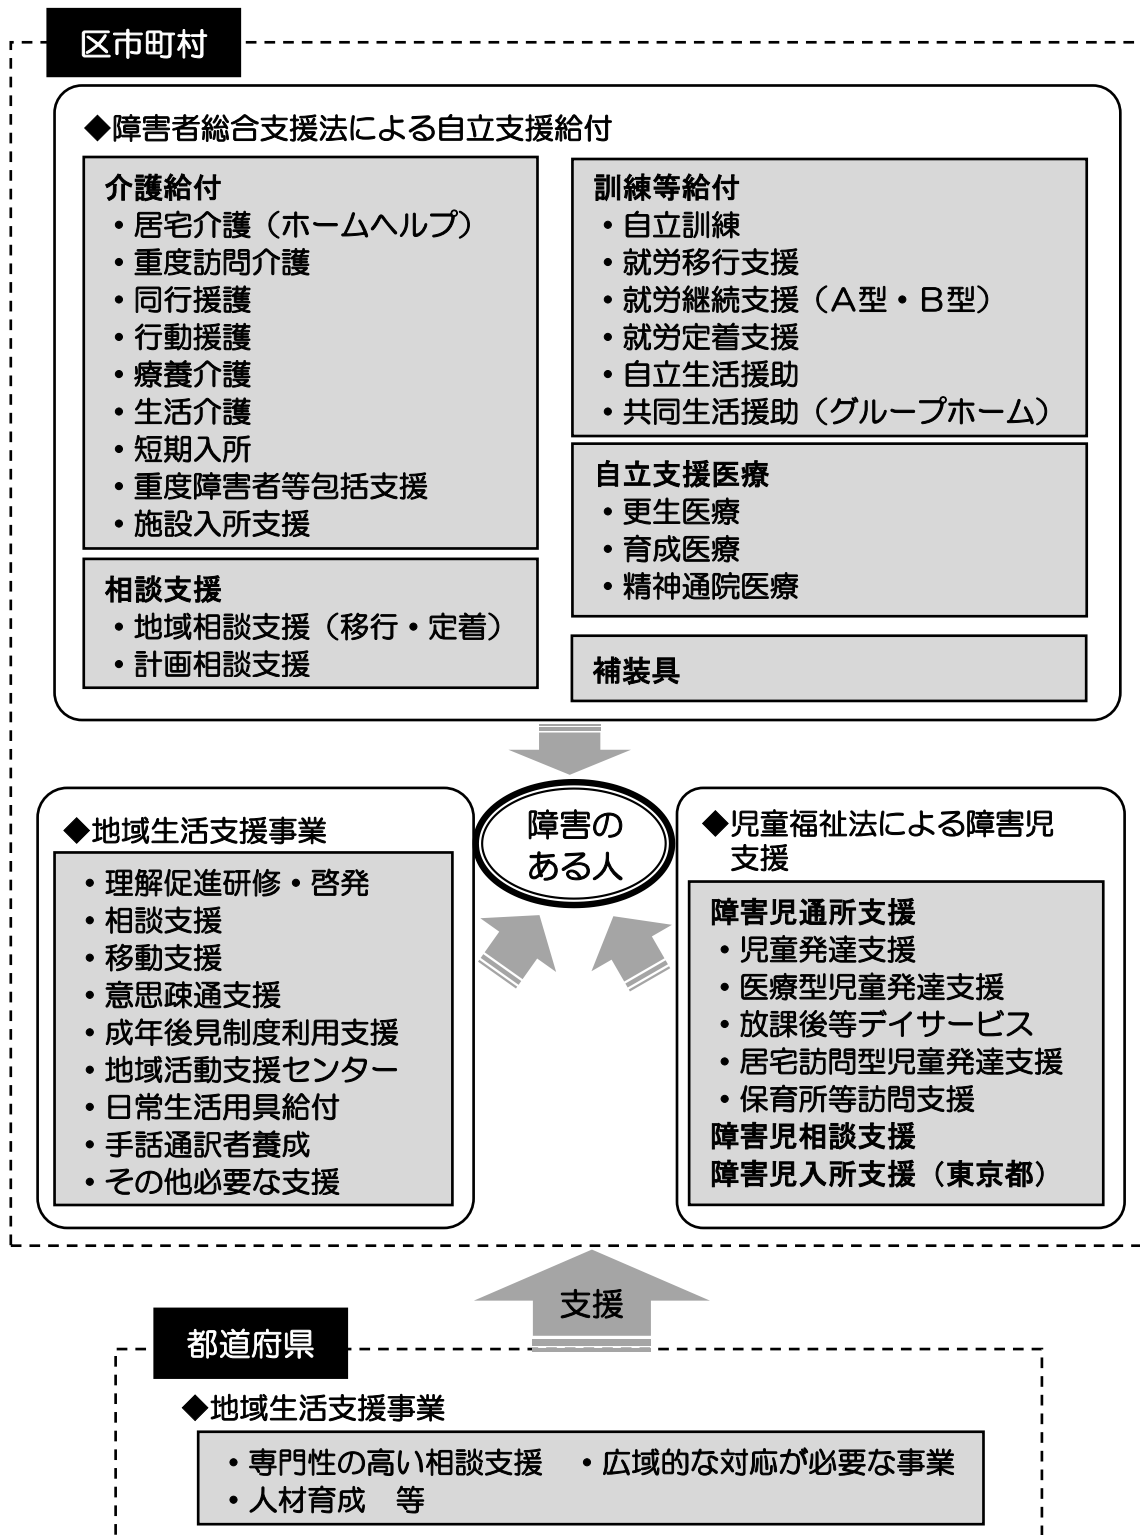 区市町村
◆障害者総合支援法による自立支援給付
介護給付
・居宅介護（ホームヘルプ）
・重度訪問介護
・同行援護
・行動援護
・療養介護
・生活介護
・短期入所
・重度障害者等包括支援
・施設入所支援
相談支援
・地域相談支援（移行・定着）
・計画相談支援
訓練等給付
・自立訓練
・就労移行支援
・就労継続支援（Ａ型・Ｂ型）
・就労定着支援
・自立生活援助
・共同生活援助（グループホーム）
自立支援医療
・更生医療
・育成医療
・精神通院医療
補装具
障害の
ある人
◆地域生活支援事業
・理解促進研修・啓発
・相談支援
・移動支援
・意思疎通支援
・成年後見制度利用支援
・地域活動支援センター
・日常生活用具給付
・手話通訳者養成
・その他必要な支援
◆児童福祉法による障害児
支援
障害児通所支援
・児童発達支援
・医療型児童発達支援
・放課後等デイサービス
・居宅訪問型児童発達支援
・保育所等訪問支援
障害児相談支援
障害児入所支援（東京都）
支援
都道府県
◆地域生活支援事業
・専門性の高い相談支援　・広域的な対応が必要な事業
・人材育成　等